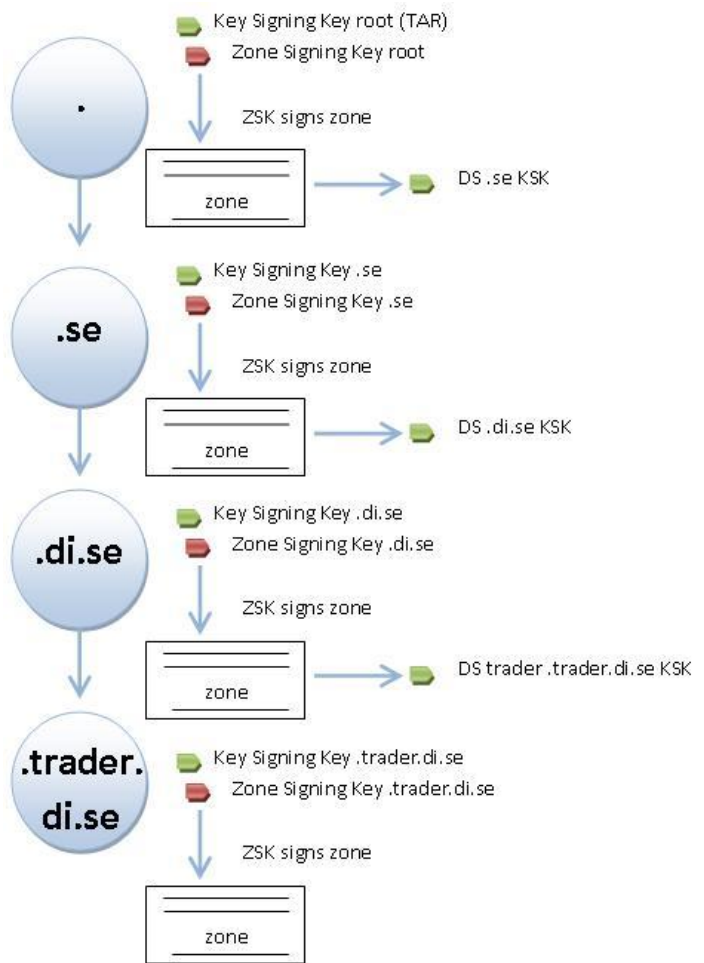 .
Key Signing Key root (TAR)
Zone Signing Key root
ZSK signs zone
zone
DS .se KSK
.se
Key Signing Key .se
Zone Signing Key .se
ZSK signs zone
zone
DS .di.se KSK
.di.se
Key Signing Key .di.se
Zone Signing Key .di.se
ZSK signs zone
zone
DS trader .trader.di.se KSK
.trader.
di.se
Key Signing Key .trader.di.se
Zone Signing Key .trader.di.se
ZSK signs zone
zone